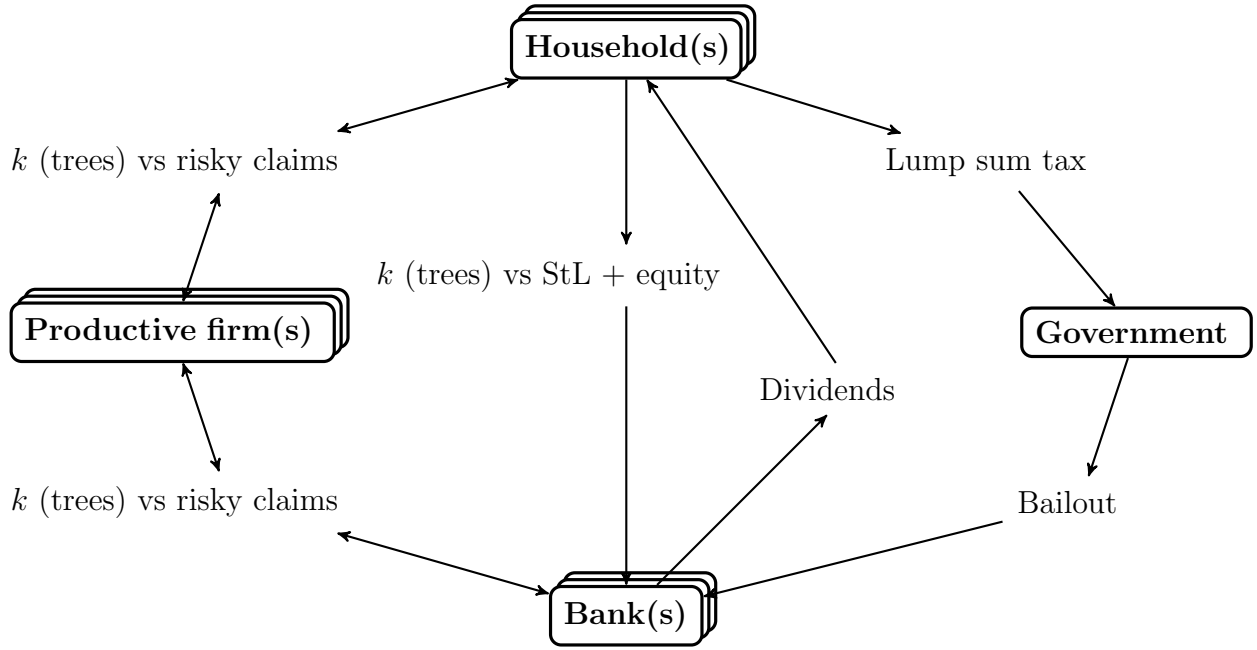 Household(s)
k (trees) vs risky claims
Lump sum tax
k (trees) vs StL + equity
Productive firm(s)
Government
Dividends
k (trees) vs risky claims
Bailout
Bank(s)